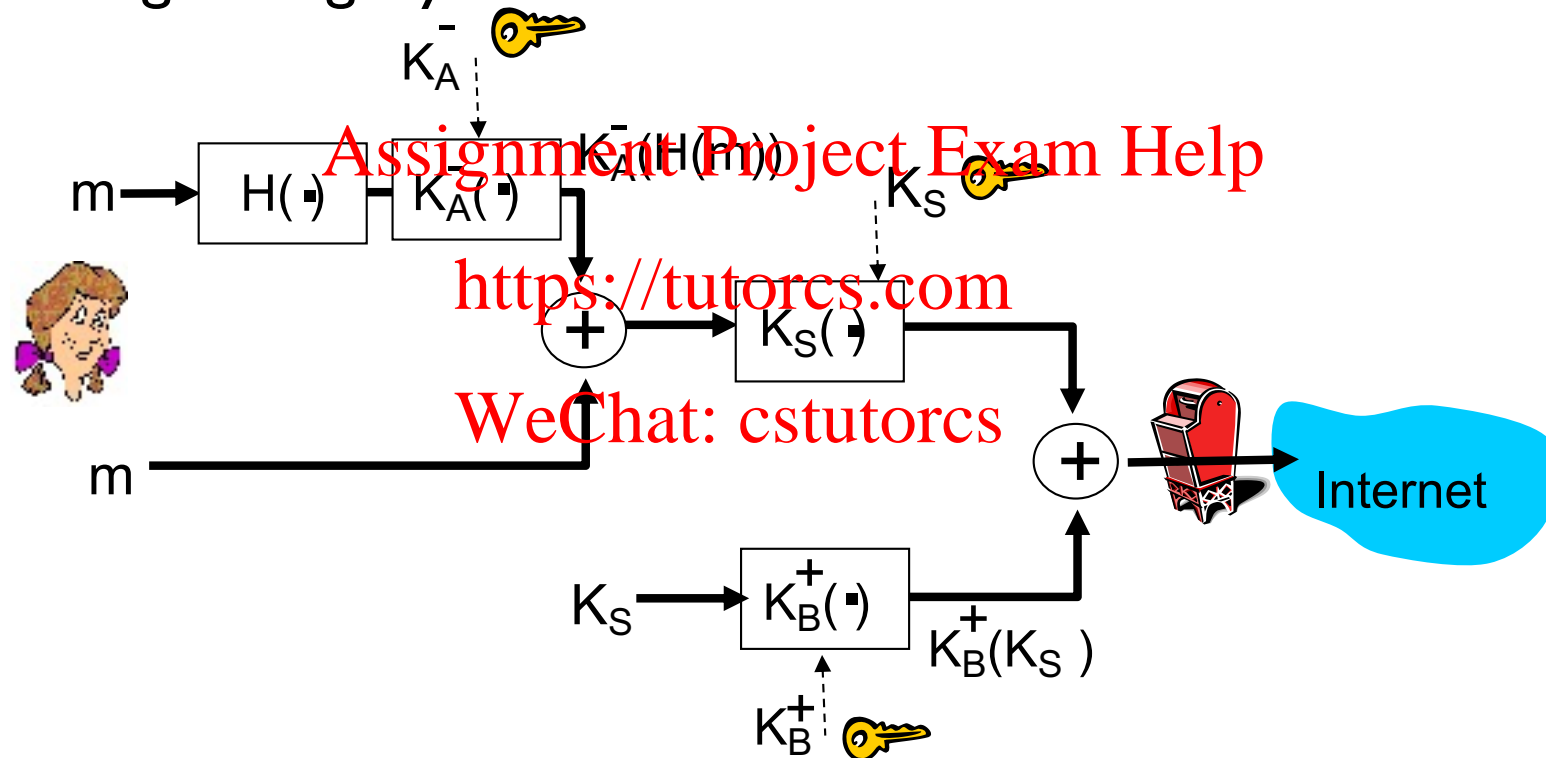 K_A^-
Assignment Project Exam Help
K_A^-(H(m))
m
H(▪)
K_A^-(▪)
K_S
https://tutorcs.com
+
K_S(▪)
WeChat: cstutorcs
m
+
Internet
K_S
K_B^+(▪)
K_B^+(K_S )
K_B^+